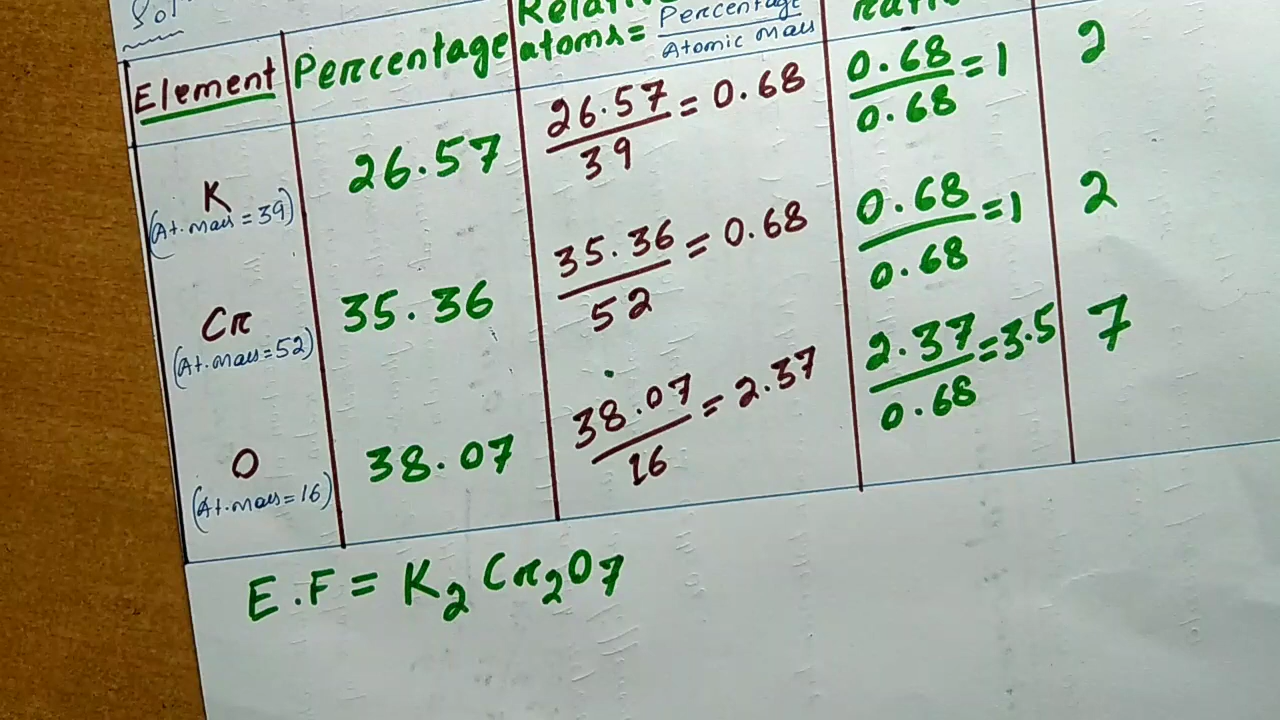 Sol
Element Percentage atoms = Percentage / Atomic Mass
K (At. mass = 39) 26.57 26.57/39 = 0.68 0.68/0.68 = 1 2
Cr (At. mass = 52) 35.36 35.36/52 = 0.68 0.68/0.68 = 1 2
O (At. mass = 16) 38.07 38.07/16 = 2.37 2.37/0.68 = 3.5 7
E.F = K2Cr2O7